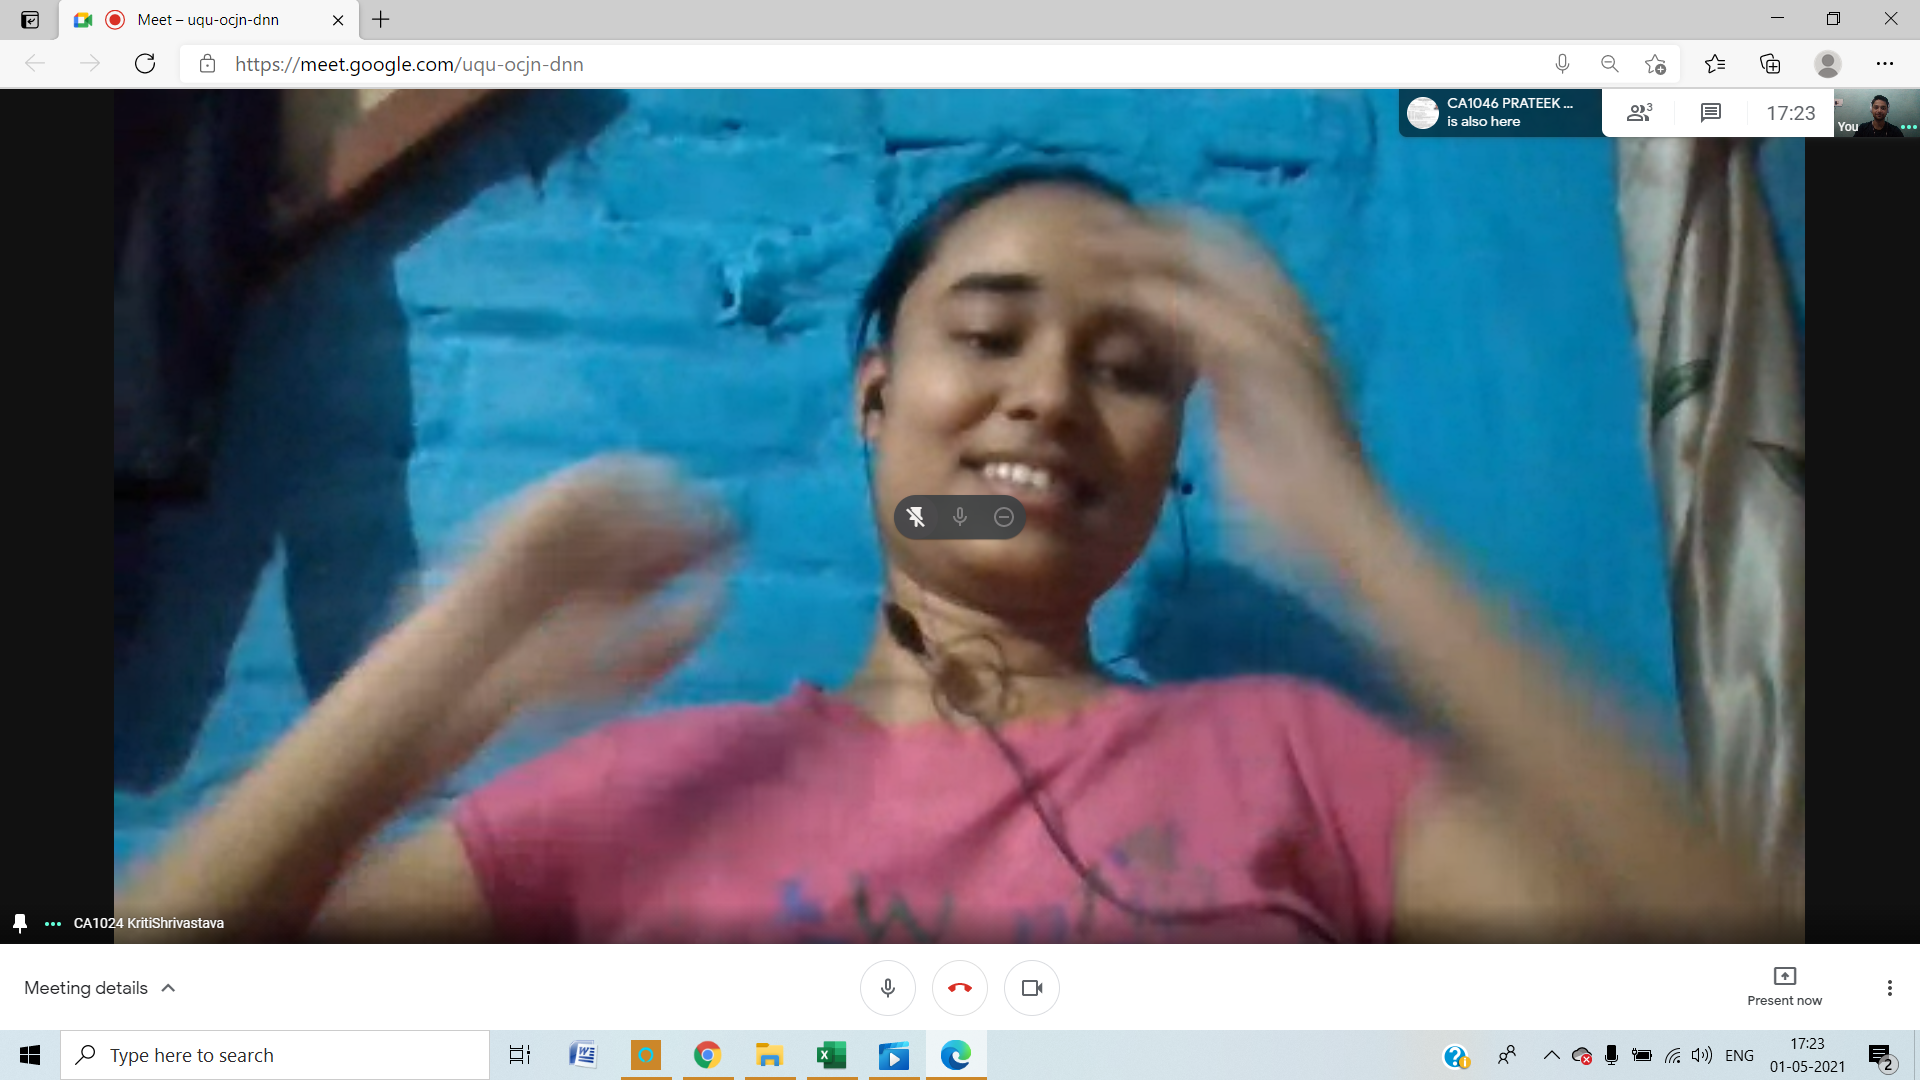 Meet – uqu-ocjn-dnn
https://meet.google.com/uqu-ocjn-dnn
CA1046 PRATEEK ...
is also here
3
17:23
You
CA1024 KritiShrivastava
Meeting details
Present now
Type here to search
ENG
17:23
01-05-2021
2